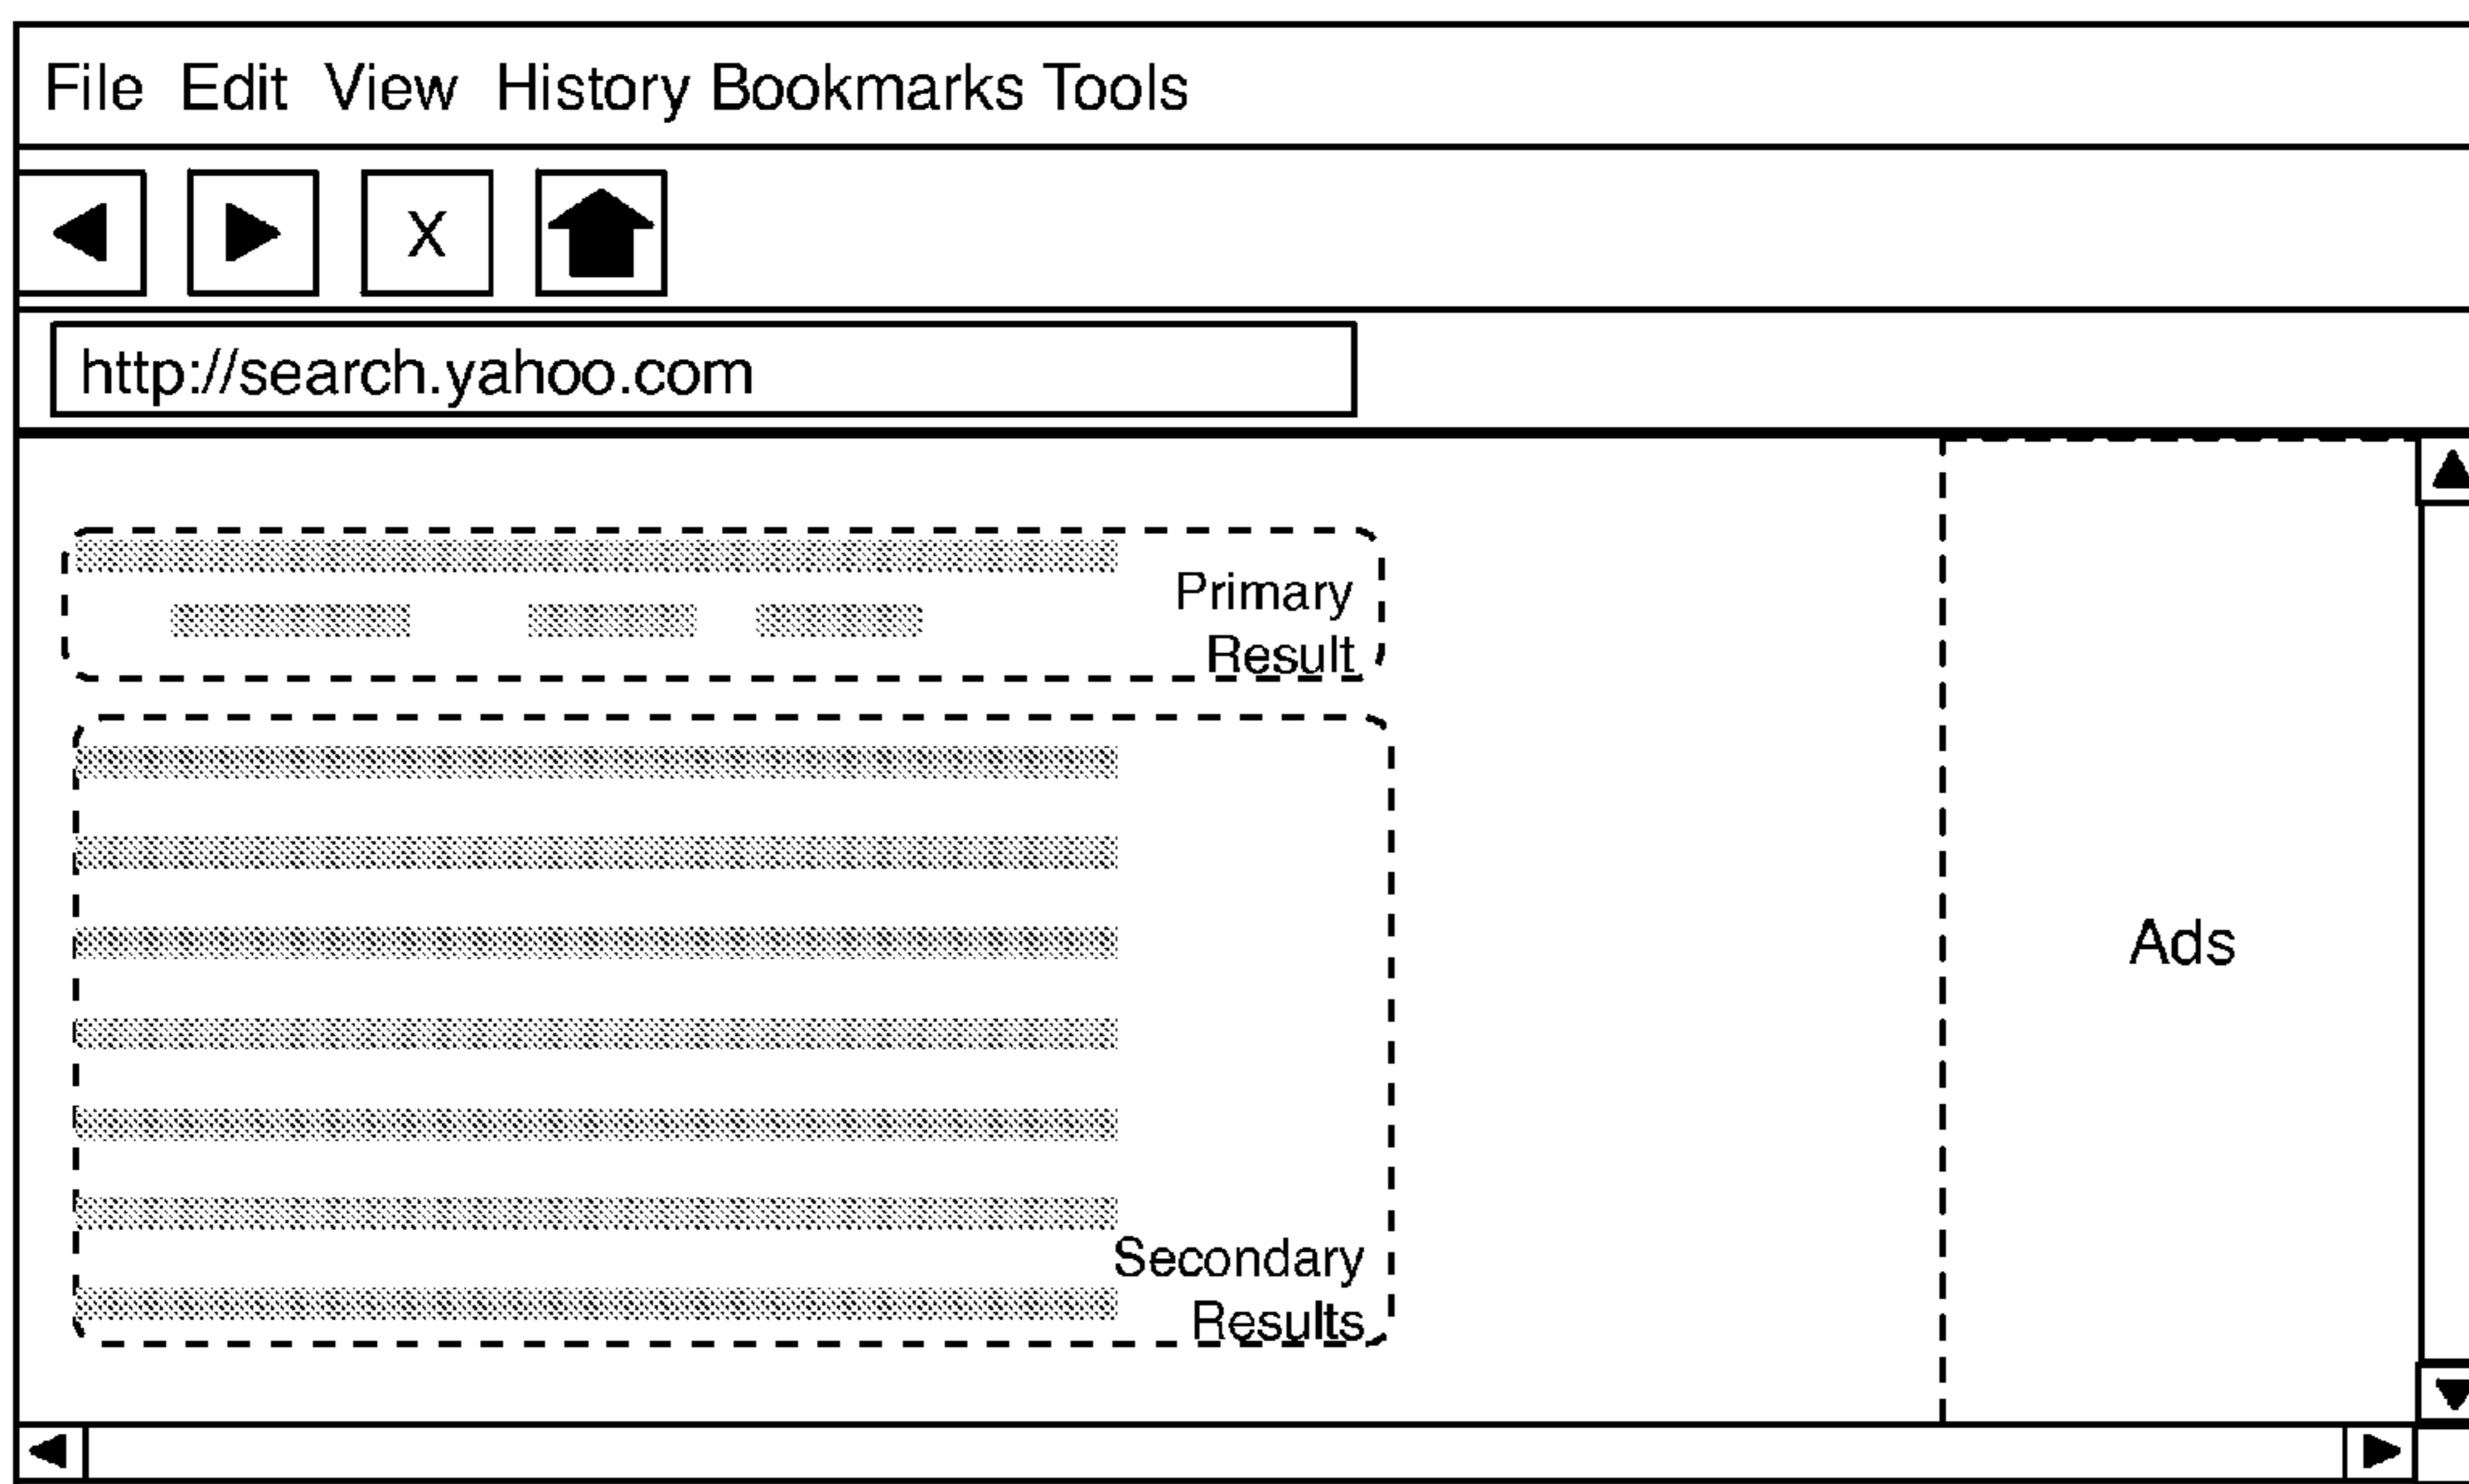 File Edit View History Bookmarks Tools
X
http://search.yahoo.com
Primary
Result
Ads
Secondary
Results